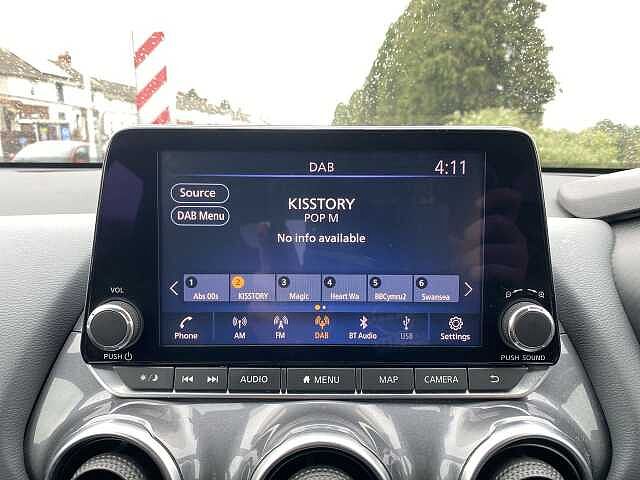 DAB
4:11
Source
KISSTORY
DAB Menu
POP M
No info available
1 2 3 4 5 6
Abs 00s KISSTORY Magic Heart Wa BBCymru2 Swansea
VOL
Phone AM FM DAB BT Audio USB Settings
PUSH
PUSH SOUND
AUDIO MENU MAP CAMERA